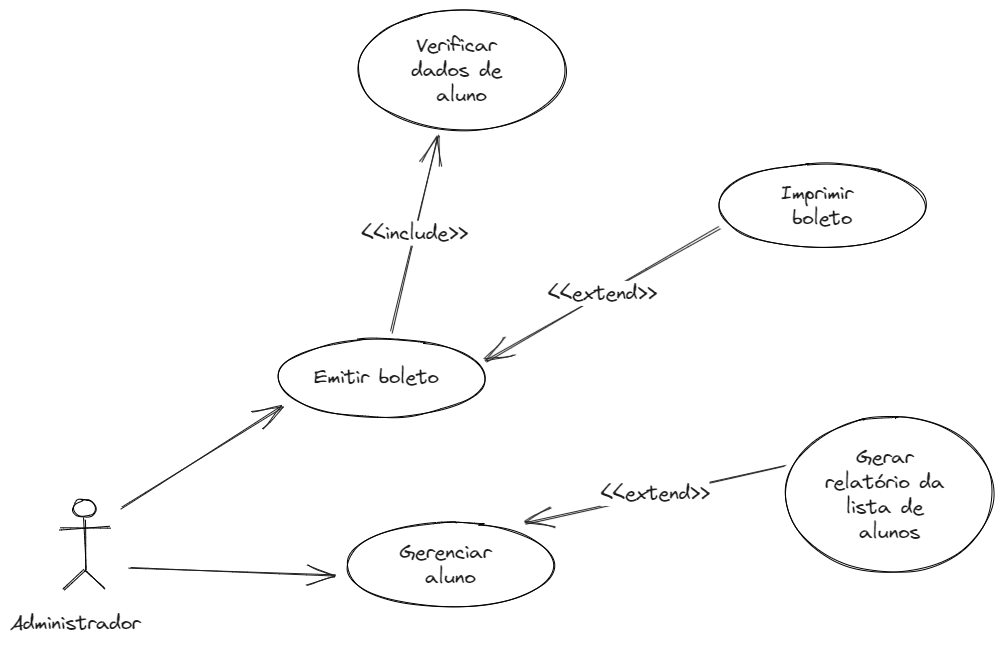 Verificar
dados de
aluno
Imprimir
boleto
<<include>>
<<extend>>
Emitir boleto
Gerar
relatório da
lista de
alunos
<<extend>>
Gerenciar
aluno
Administrador